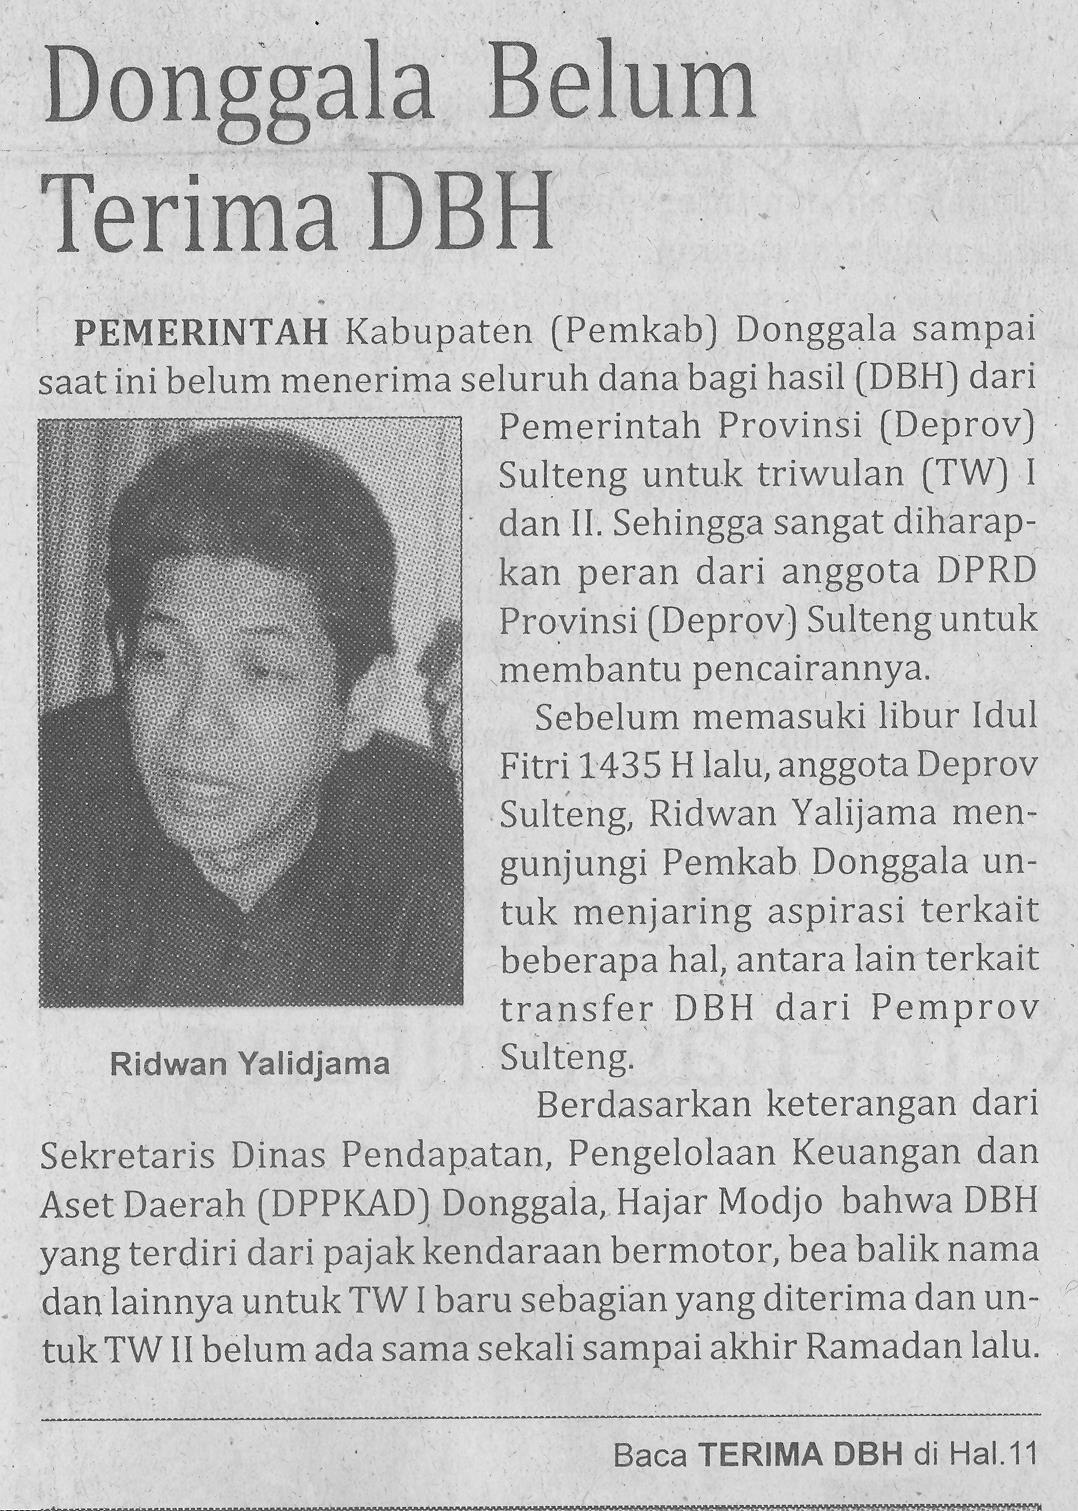 Donggala Belum
Terima DBH
PEMERINTAH Kabupaten (Pemkab) Donggala sampai
saat ini belum menerima seluruh dana bagi hasil (DBH) dari
Pemerintah Provinsi (Deprov)
Sulteng untuk triwulan (TW) I
dan II. Sehingga sangat diharap-
kan peran dari anggota DPRD
Provinsi (Deprov) Sulteng untuk
membantu pencairannya.
Sebelum memasuki libur Idul
Fitri 1435 H lalu, anggota Deprov
Sulteng, Ridwan Yalijama men-
gunjungi Pemkab Donggala un-
tuk menjaring aspirasi terkait
beberapa hal, antara lain terkait
transfer DBH dari Pemprov
Sulteng.
Ridwan Yalidjama
Berdasarkan keterangan dari
Sekretaris Dinas Pendapatan, Pengelolaan Keuangan dan
Aset Daerah (DPPKAD) Donggala, Hajar Modjo bahwa DBH
yang terdiri dari pajak kendaraan bermotor, bea balik nama
dan lainnya untuk TW I baru sebagian yang diterima dan un-
tuk TW II belum ada sama sekali sampai akhir Ramadan lalu.
Baca TERIMA DBH di Hal.11